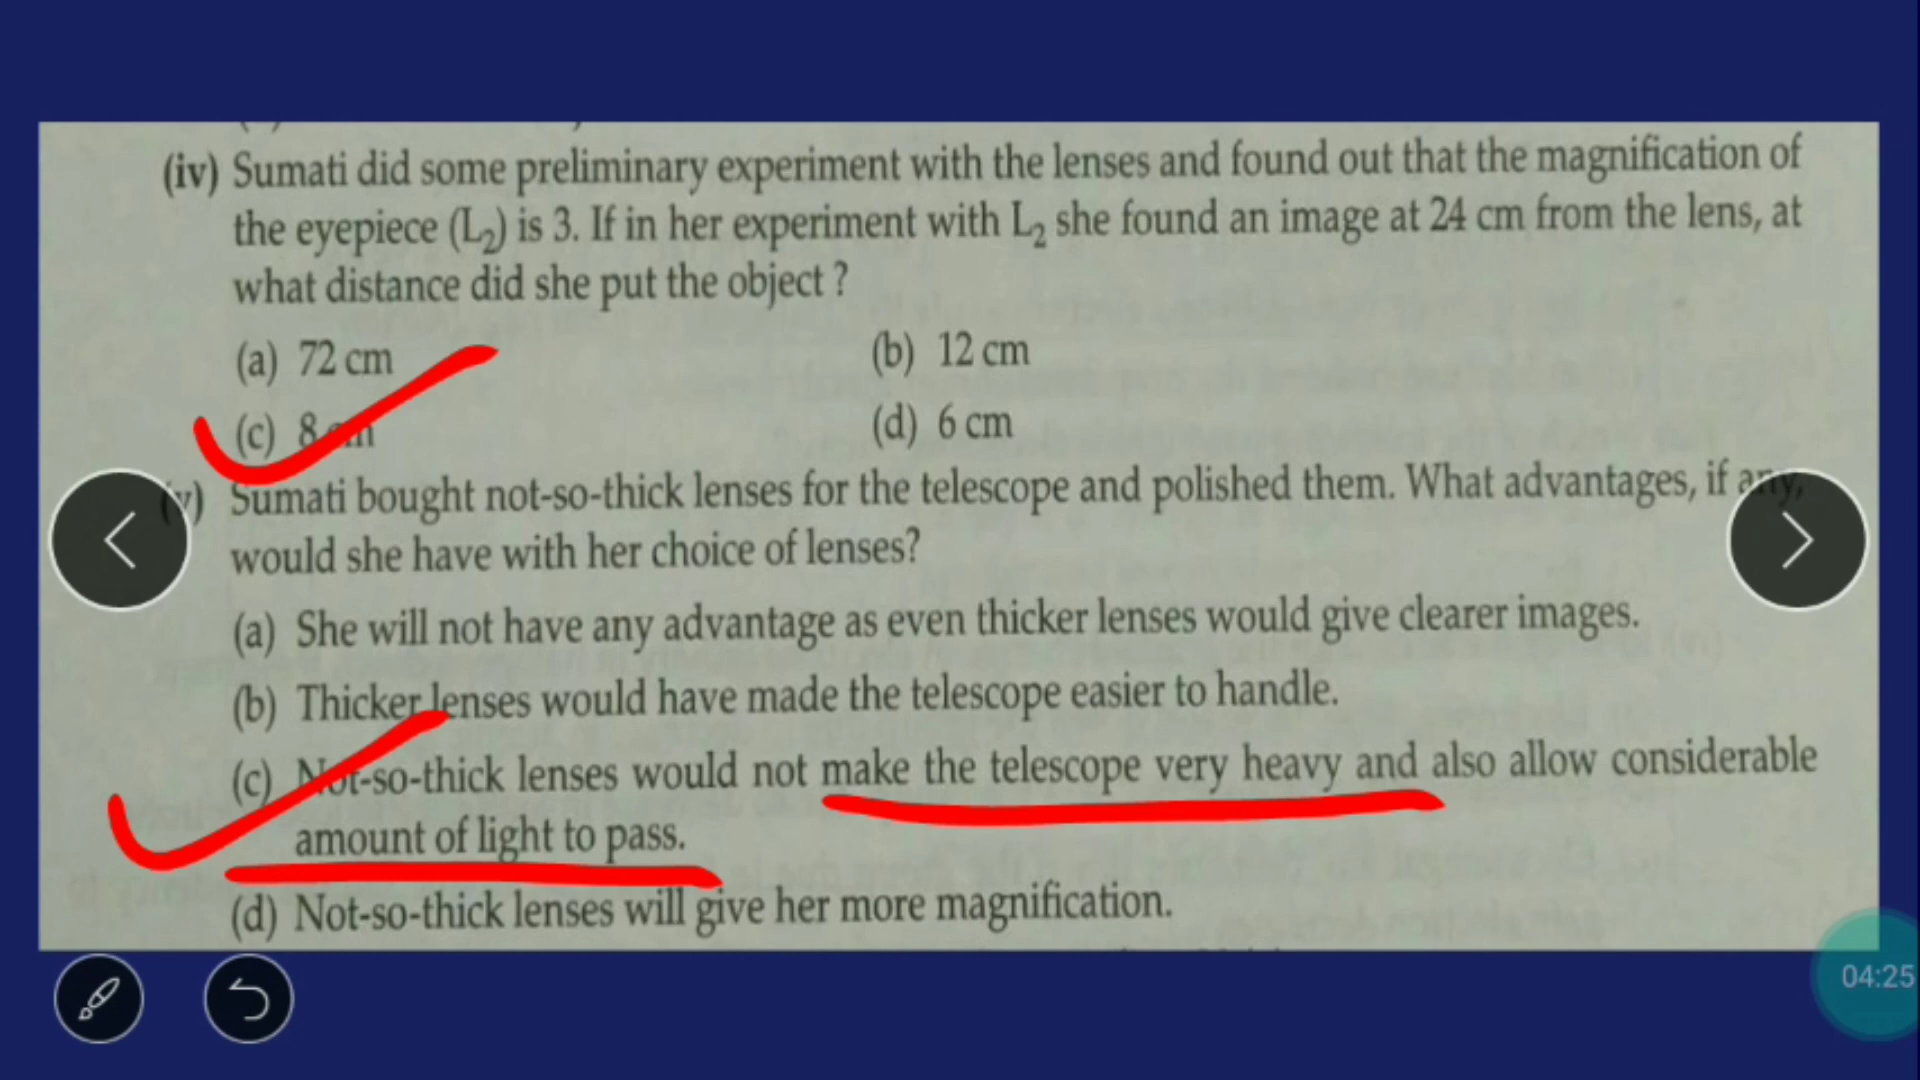 (iv) Sumati did some preliminary experiment with the lenses and found out that the magnification of
the eyepiece (L₂) is 3. If in her experiment with L₂ she found an image at 24 cm from the lens, at
what distance did she put the object ?
(a) 72 cm (b) 12 cm
(c) 8 cm (d) 6 cm
(v) Sumati bought not-so-thick lenses for the telescope and polished them. What advantages, if any,
would she have with her choice of lenses?
(a) She will not have any advantage as even thicker lenses would give clearer images.
(b) Thicker lenses would have made the telescope easier to handle.
(c) Not-so-thick lenses would not make the telescope very heavy and also allow considerable
amount of light to pass.
(d) Not-so-thick lenses will give her more magnification.
04:25